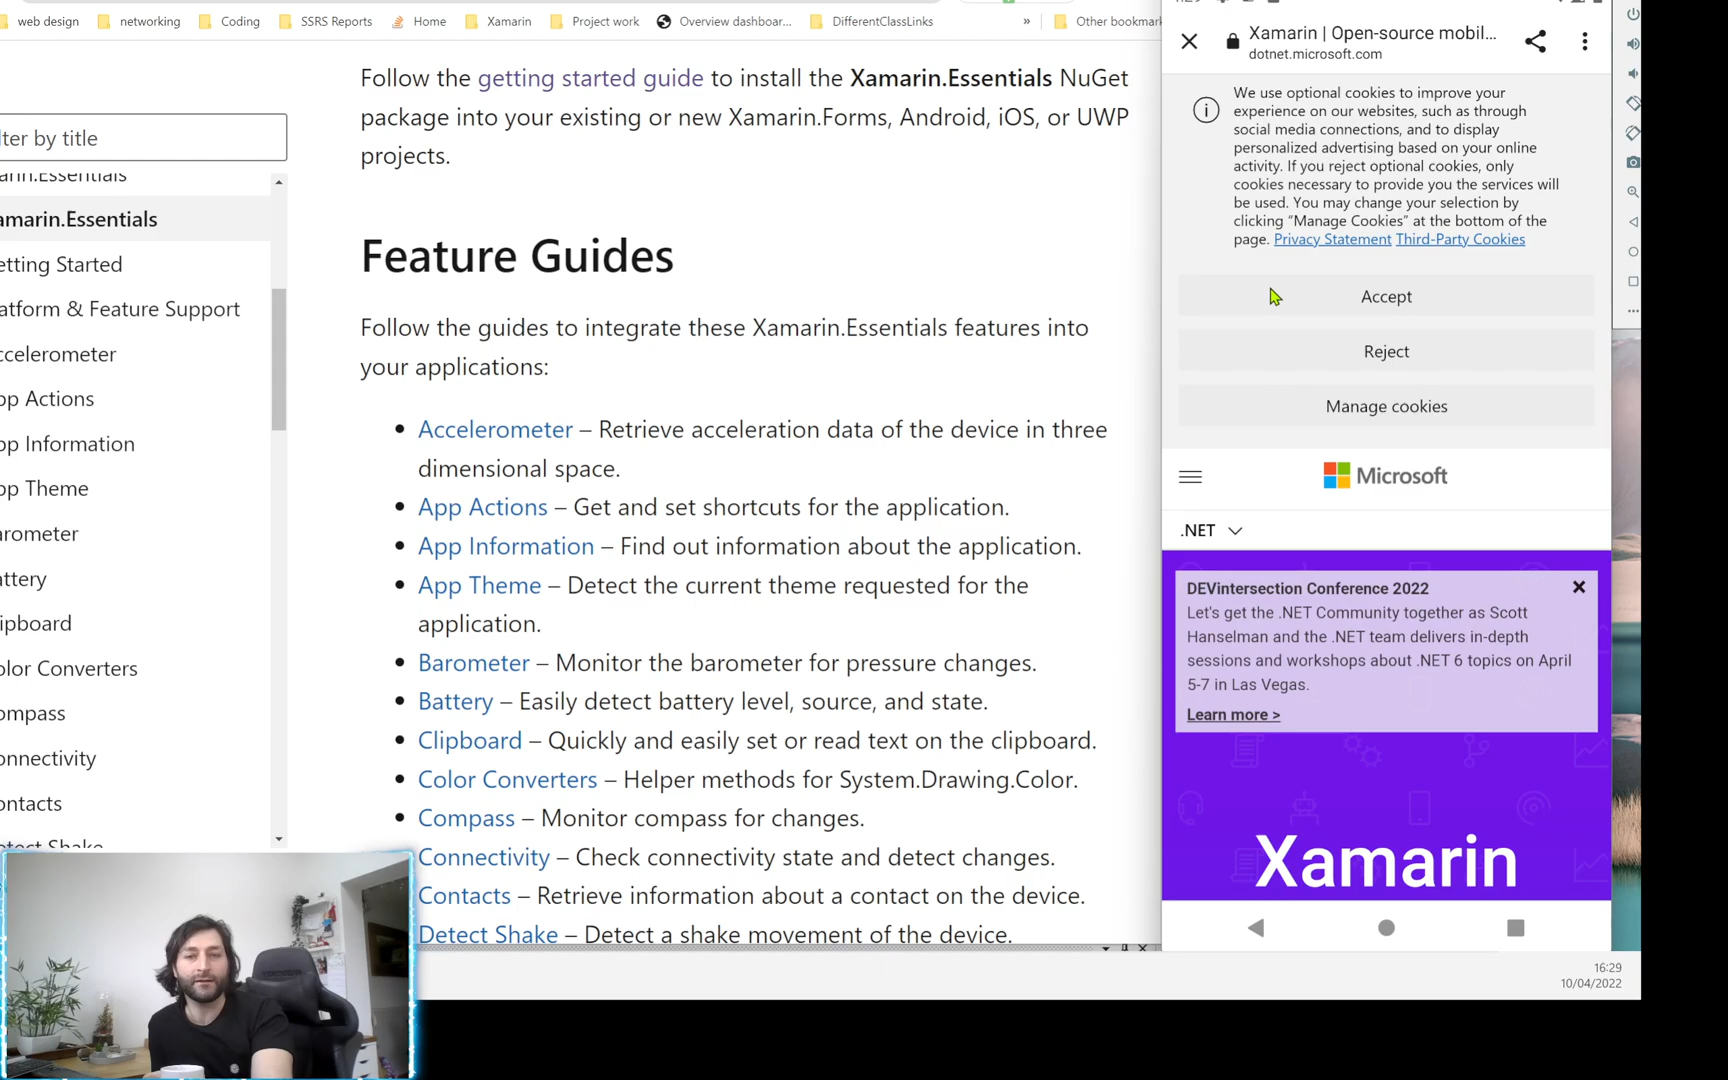 web design
networking
Coding
SSRS Reports
Home
Xamarin
Project work
Overview dashboar...
DifferentClassLinks
»
Other bookmark
lter by title
arin.Essentials
amarin.Essentials
etting Started
atform & Feature Support
ccelerometer
pp Actions
pp Information
pp Theme
arometer
attery
ipboard
olor Converters
ompass
onnectivity
ontacts
etect Shake
Follow the getting started guide to install the Xamarin.Essentials NuGet
package into your existing or new Xamarin.Forms, Android, iOS, or UWP
projects.
Feature Guides
Follow the guides to integrate these Xamarin.Essentials features into
your applications:
• Accelerometer – Retrieve acceleration data of the device in three
dimensional space.
• App Actions – Get and set shortcuts for the application.
• App Information – Find out information about the application.
• App Theme – Detect the current theme requested for the
application.
• Barometer – Monitor the barometer for pressure changes.
• Battery – Easily detect battery level, source, and state.
• Clipboard – Quickly and easily set or read text on the clipboard.
• Color Converters – Helper methods for System.Drawing.Color.
• Compass – Monitor compass for changes.
Connectivity – Check connectivity state and detect changes.
Contacts – Retrieve information about a contact on the device.
Detect Shake – Detect a shake movement of the device.
Xamarin | Open-source mobil...
dotnet.microsoft.com
We use optional cookies to improve your
experience on our websites, such as through
social media connections, and to display
personalized advertising based on your online
activity. If you reject optional cookies, only
cookies necessary to provide you the services will
be used. You may change your selection by
clicking “Manage Cookies” at the bottom of the
page. Privacy Statement Third-Party Cookies
Accept
Reject
Manage cookies
Microsoft
.NET
DEVintersection Conference 2022
Let's get the .NET Community together as Scott
Hanselman and the .NET team delivers in-depth
sessions and workshops about .NET 6 topics on April
5-7 in Las Vegas.
Learn more >
Xamarin
16:29
10/04/2022